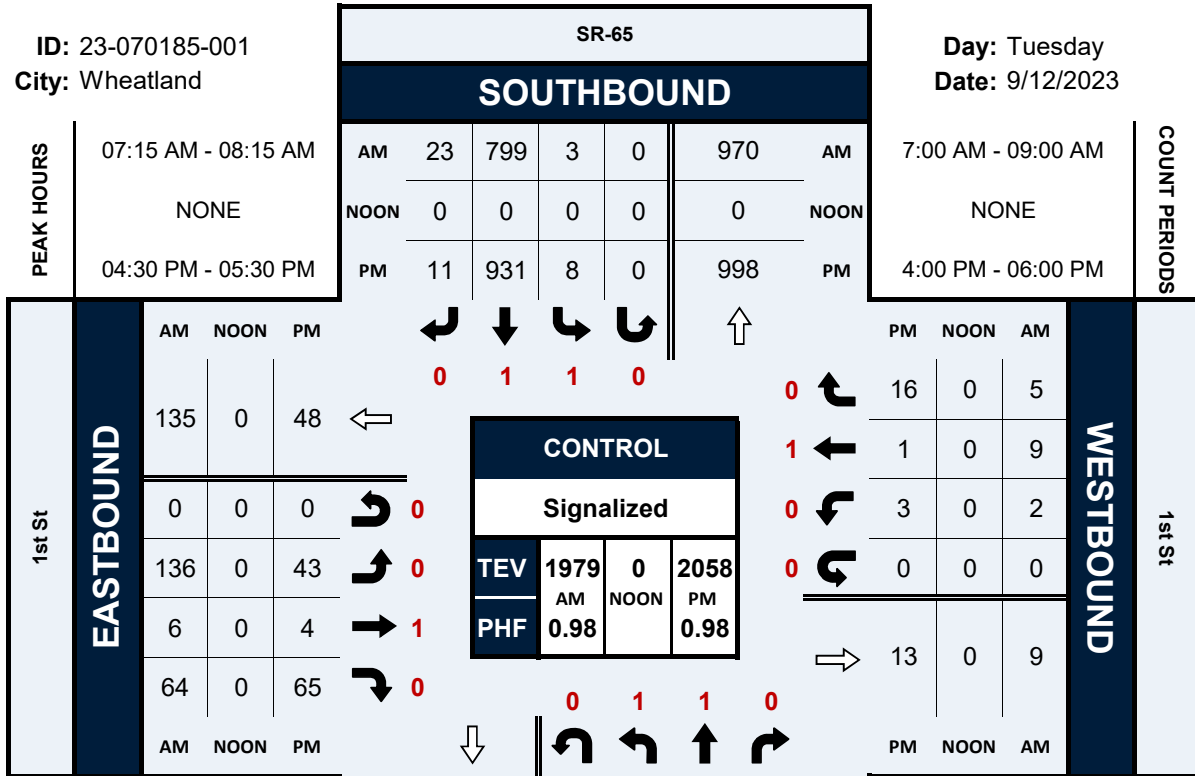 SR-65
ID: 23-070185-001
Day: Tuesday
City: Wheatland
Date: 9/12/2023
SOUTHBOUND
PEAK HOURS
07:15 AM - 08:15 AM
NONE
04:30 PM - 05:30 PM
AM 23 799 3 0 970 AM
NOON 0 0 0 0 0 NOON
PM 11 931 8 0 998 PM
7:00 AM - 09:00 AM
NONE
4:00 PM - 06:00 PM
COUNT PERIODS
0 1 1 0
1st St
EASTBOUND
AM NOON PM
135 0 48
0 0 0 0
136 0 43 0
6 0 4 1
64 0 65 0
AM NOON PM
CONTROL
Signalized
TEV 1979 0 2058
AM NOON PM
PHF 0.98 0.98
PM NOON AM
0 16 0 5
1 1 0 9
0 3 0 2
0 0 0 0
13 0 9
PM NOON AM
WESTBOUND
1st St
0 1 1 0